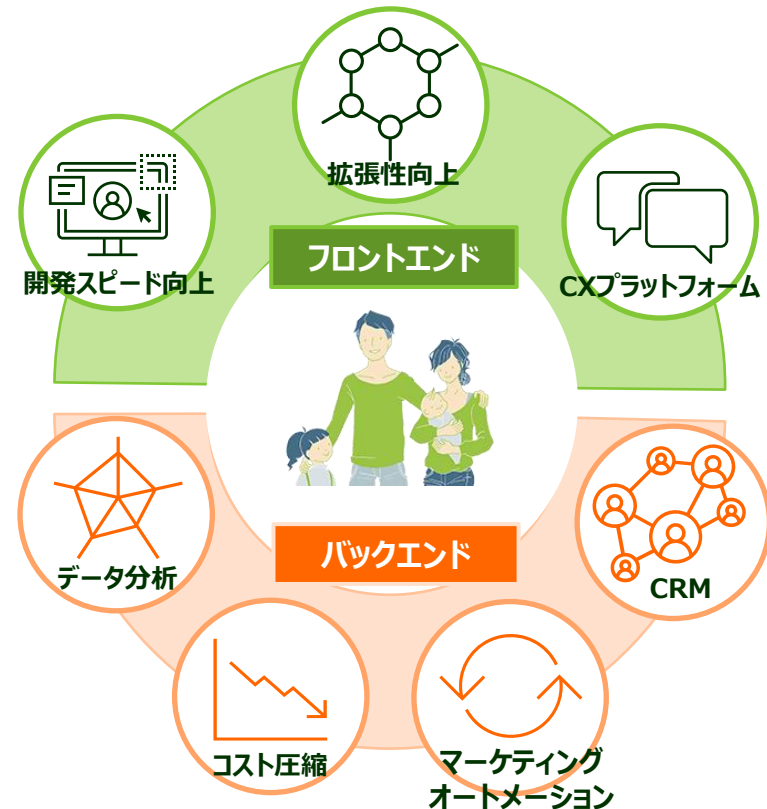 拡張性向上
開発スピード向上
CXプラットフォーム
フロントエンド
バックエンド
データ分析
CRM
コスト圧縮
マーケティング
オートメーション